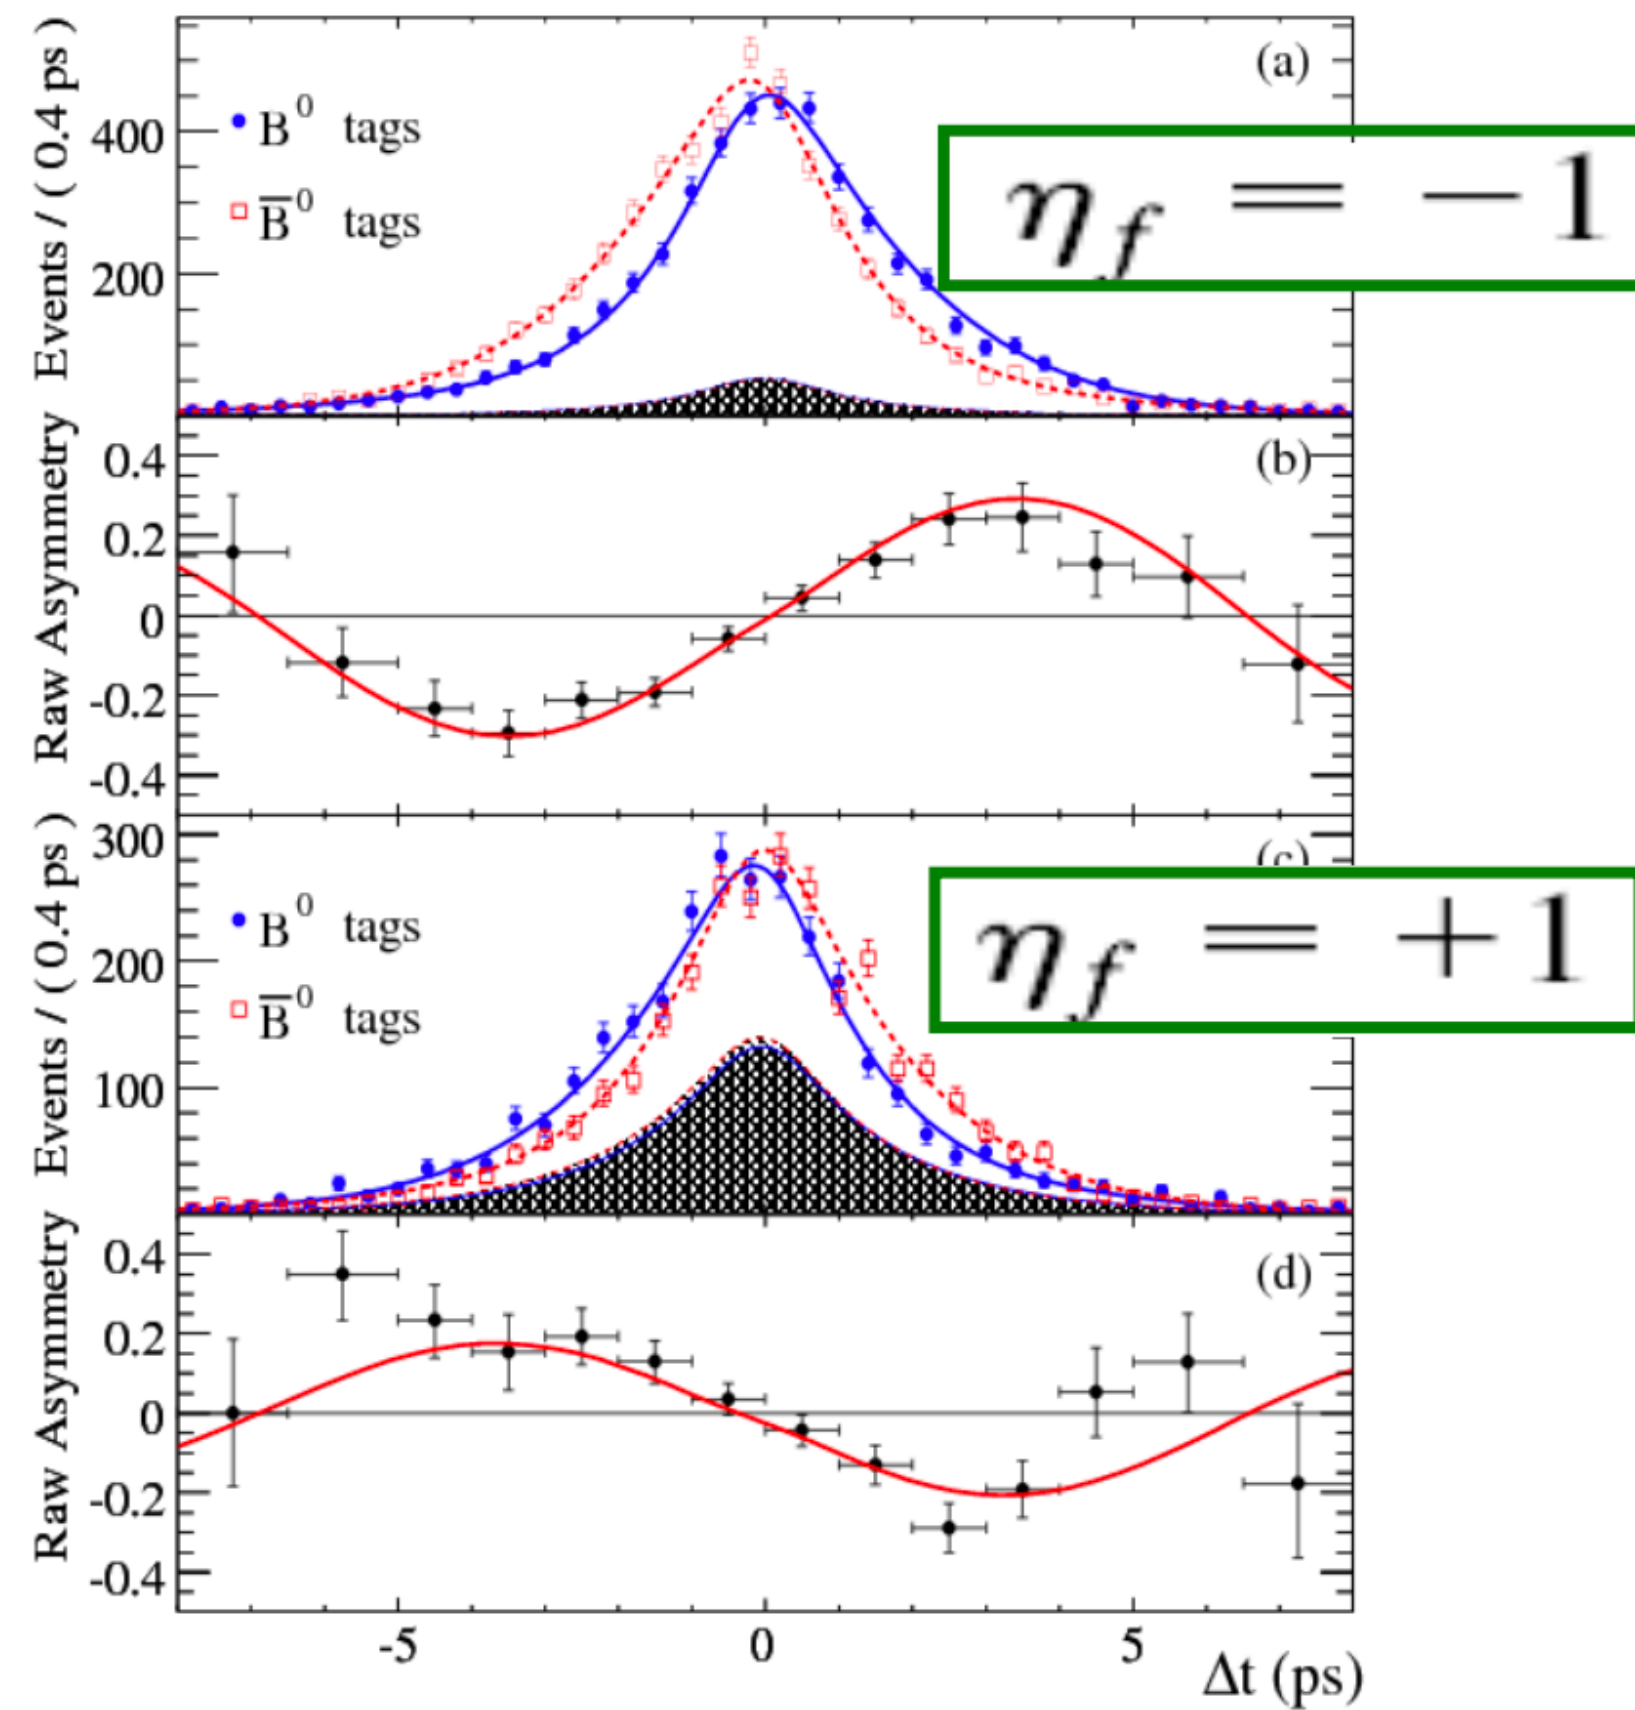 Events / ( 0.4 ps )
400
200
B⁰ tags
B̅⁰ tags
(a)
η_f = −1
Raw Asymmetry
0.4
0.2
0
-0.2
-0.4
(b)
Events / ( 0.4 ps )
300
200
100
B⁰ tags
B̅⁰ tags
(c)
η_f = +1
Raw Asymmetry
0.4
0.2
0
-0.2
-0.4
(d)
-5 0 5
Δt (ps)